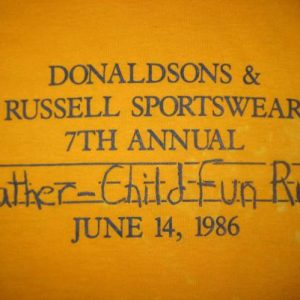 DONALDSONS &
RUSSELL SPORTSWEAR
7TH ANNUAL
ather-Child Fun R
JUNE 14, 1986